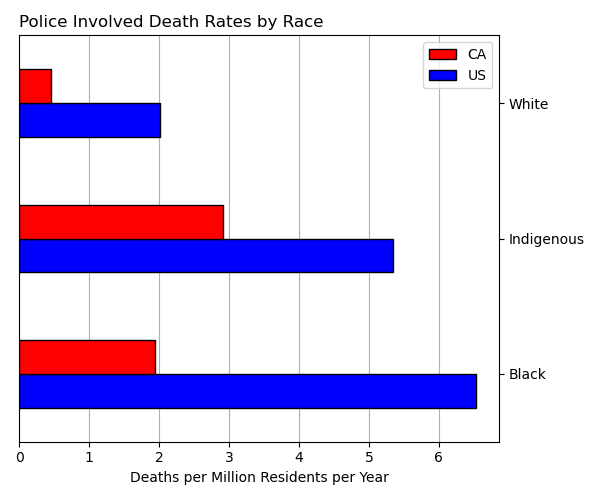 Police Involved Death Rates by Race
CA
US
White
Indigenous
Black
0 1 2 3 4 5 6
Deaths per Million Residents per Year